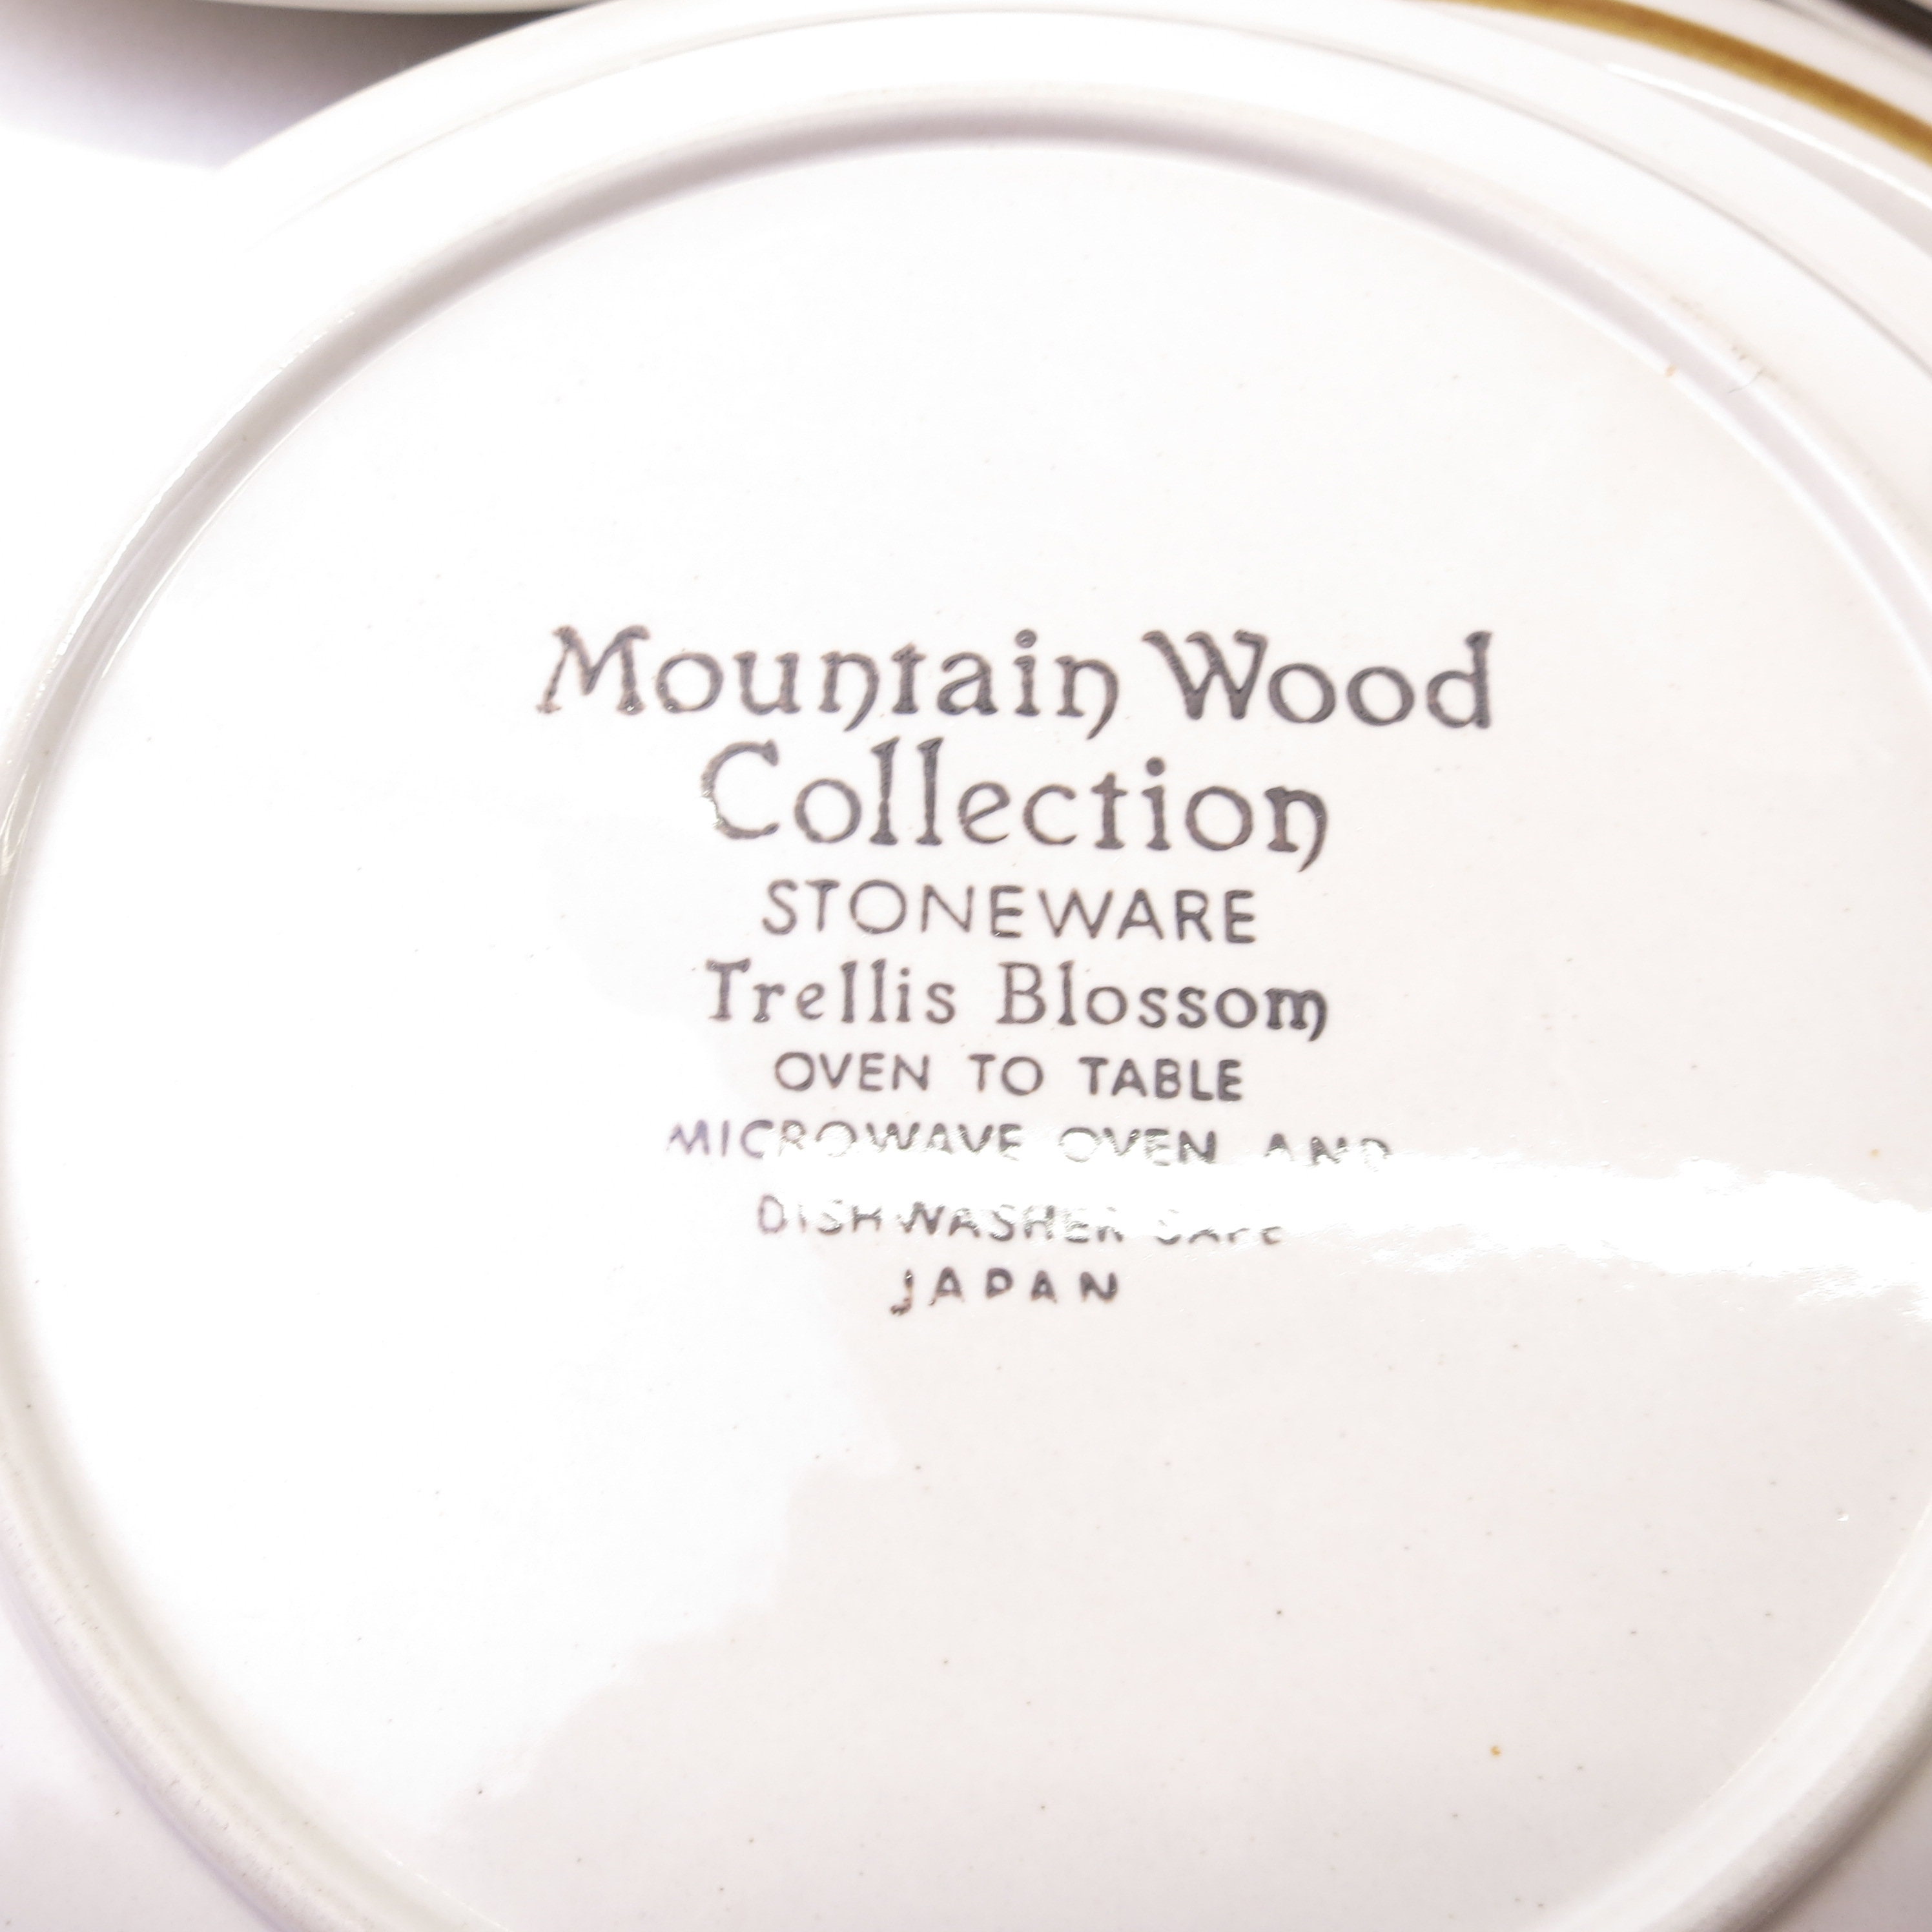 Mountain Wood
Collection
STONEWARE
Trellis Blossom
OVEN TO TABLE
MICROWAVE OVEN AND
DISHWASHER SAFE
JAPAN